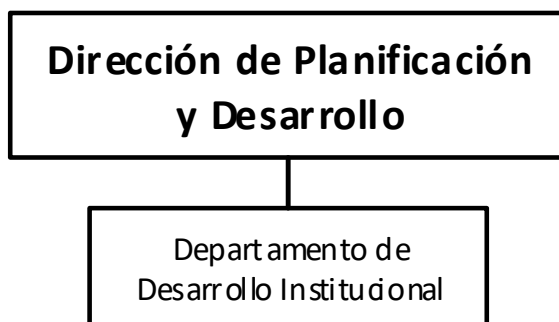 Dirección de Planificación
y Desarrollo
Departamento de
Desarrollo Institucional